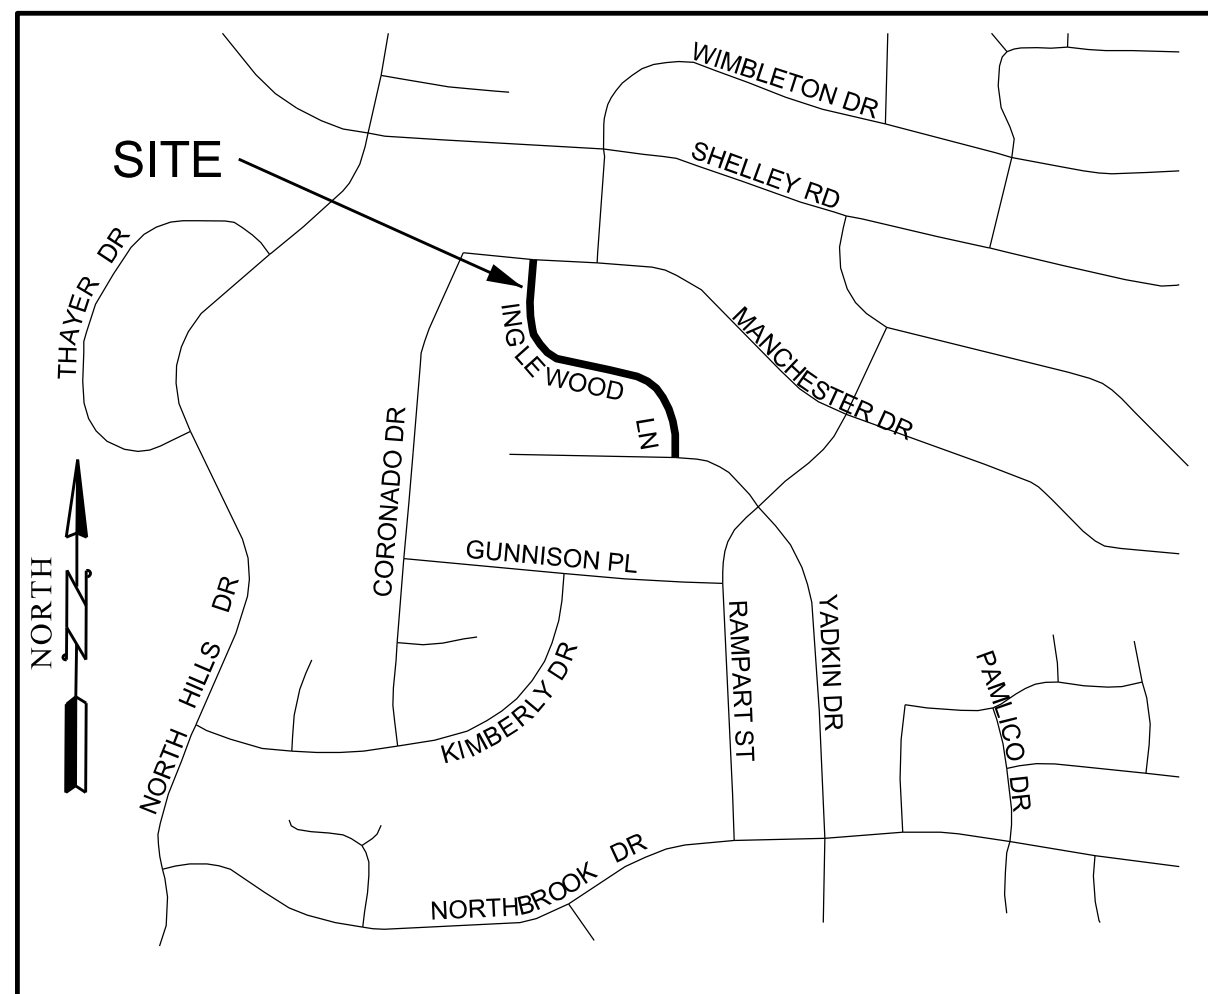 WIMBLETON DR
SITE
SHELLEY RD
THAYER DR
INGLEWOOD LN
MANCHESTER DR
CORONADO DR
GUNNISON PL
NORTH
NORTH HILLS DR
KIMBERLY DR
RAMPART ST
YADKIN DR
PAMLICO DR
NORTHBROOK DR